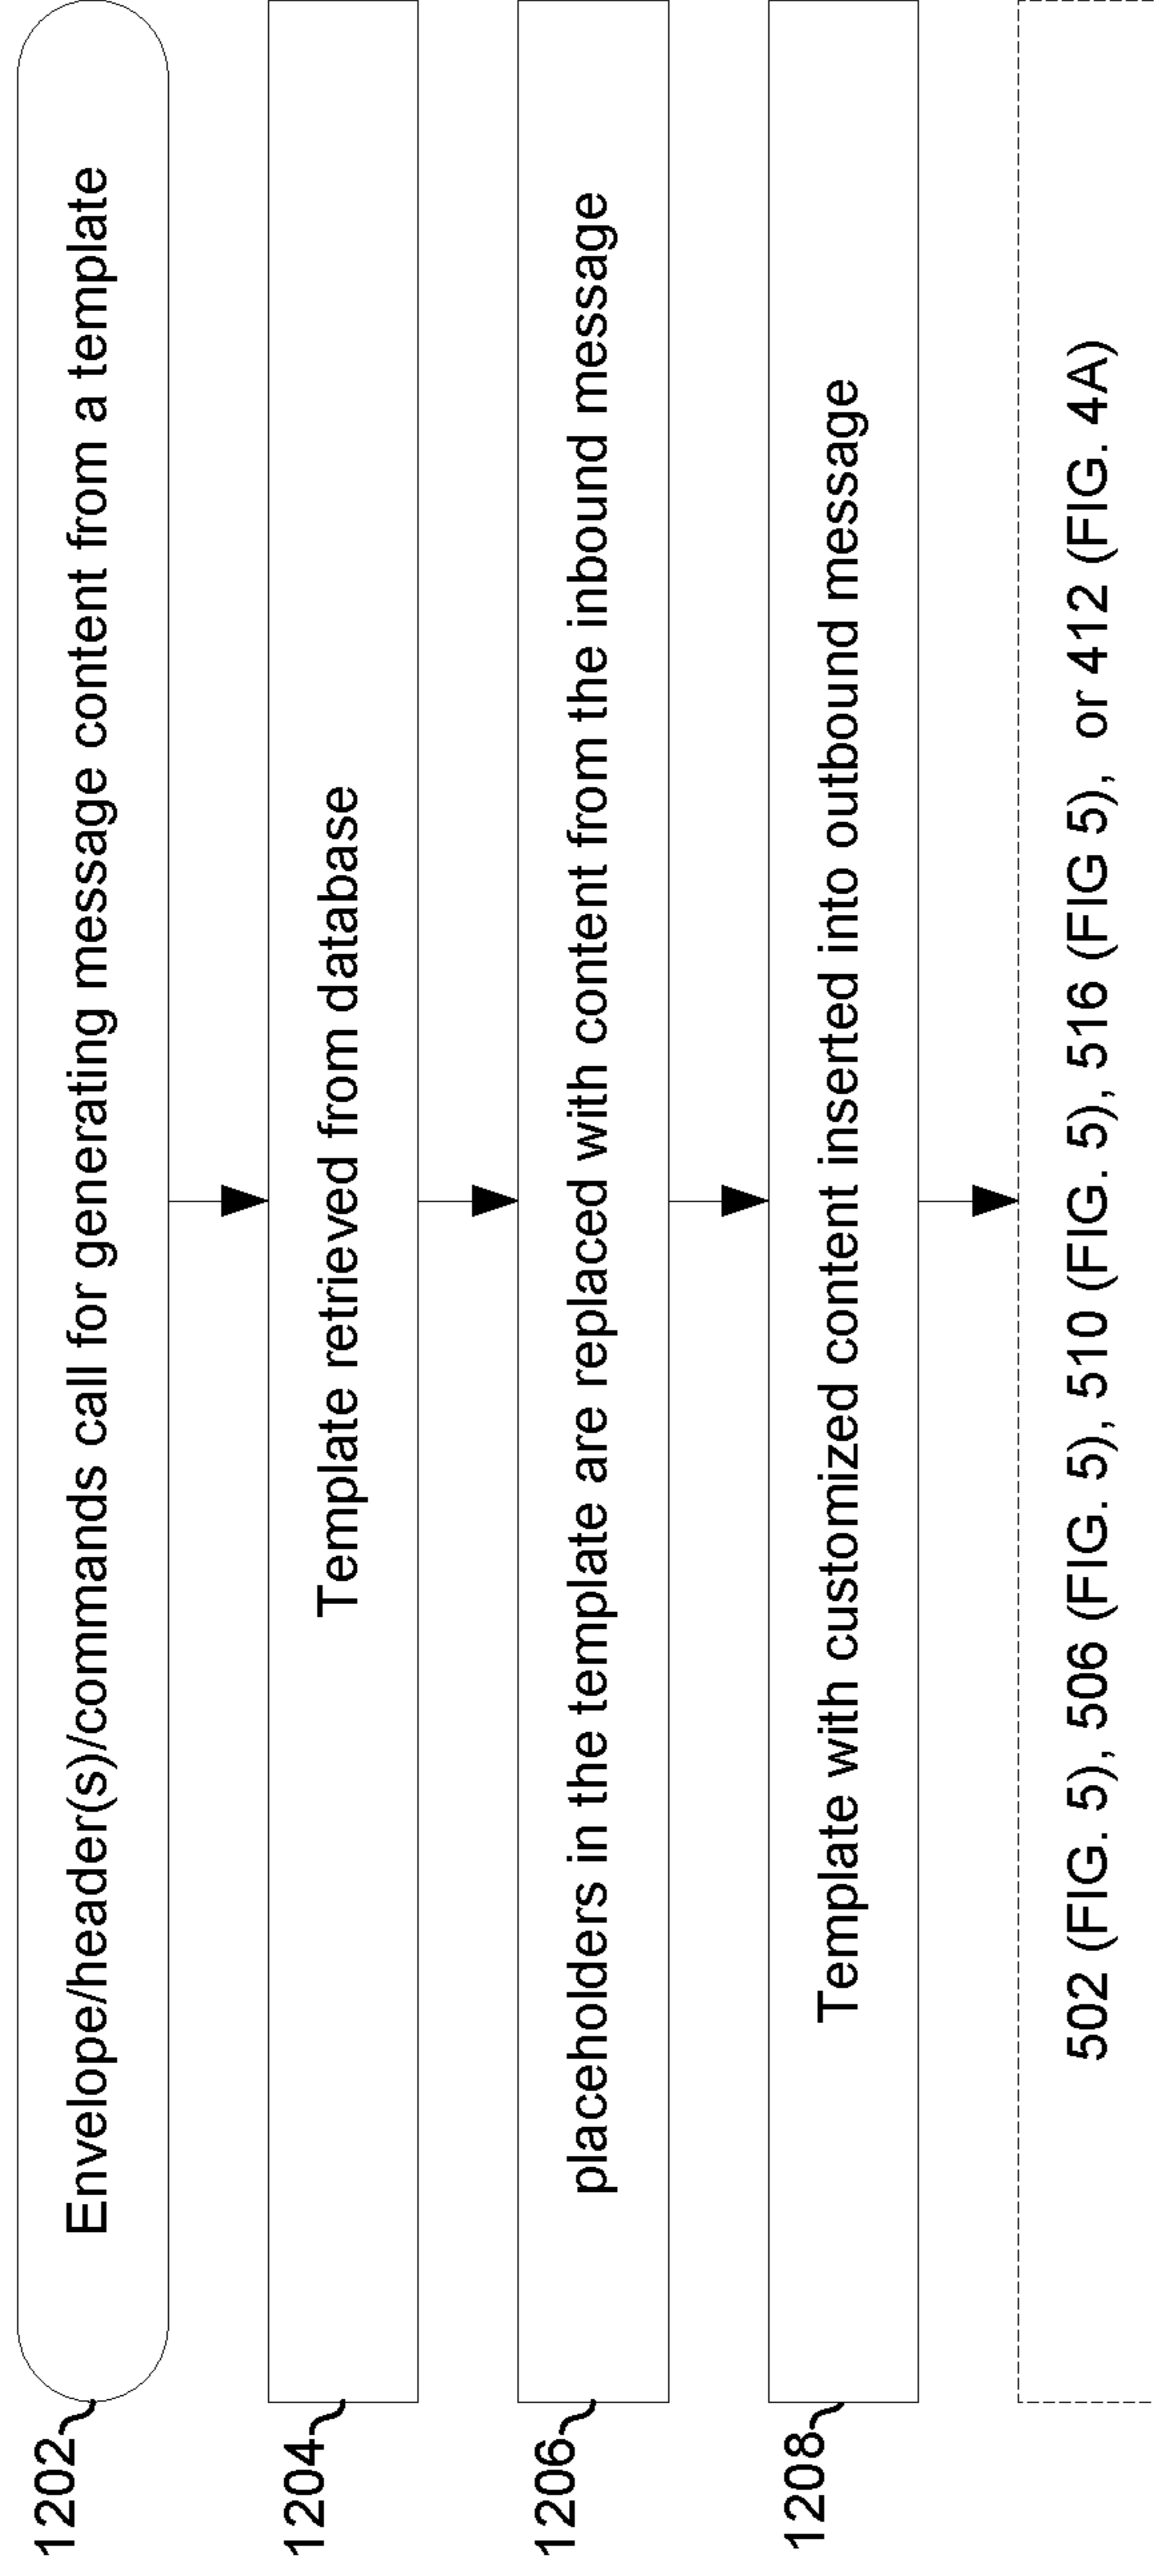 1202
Envelope/header(s)/commands call for generating message content from a template
1204
Template retrieved from database
1206
placeholders in the template are replaced with content from the inbound message
1208
Template with customized content inserted into outbound message
502 (FIG. 5), 506 (FIG. 5), 510 (FIG. 5), 516 (FIG 5), or 412 (FIG. 4A)